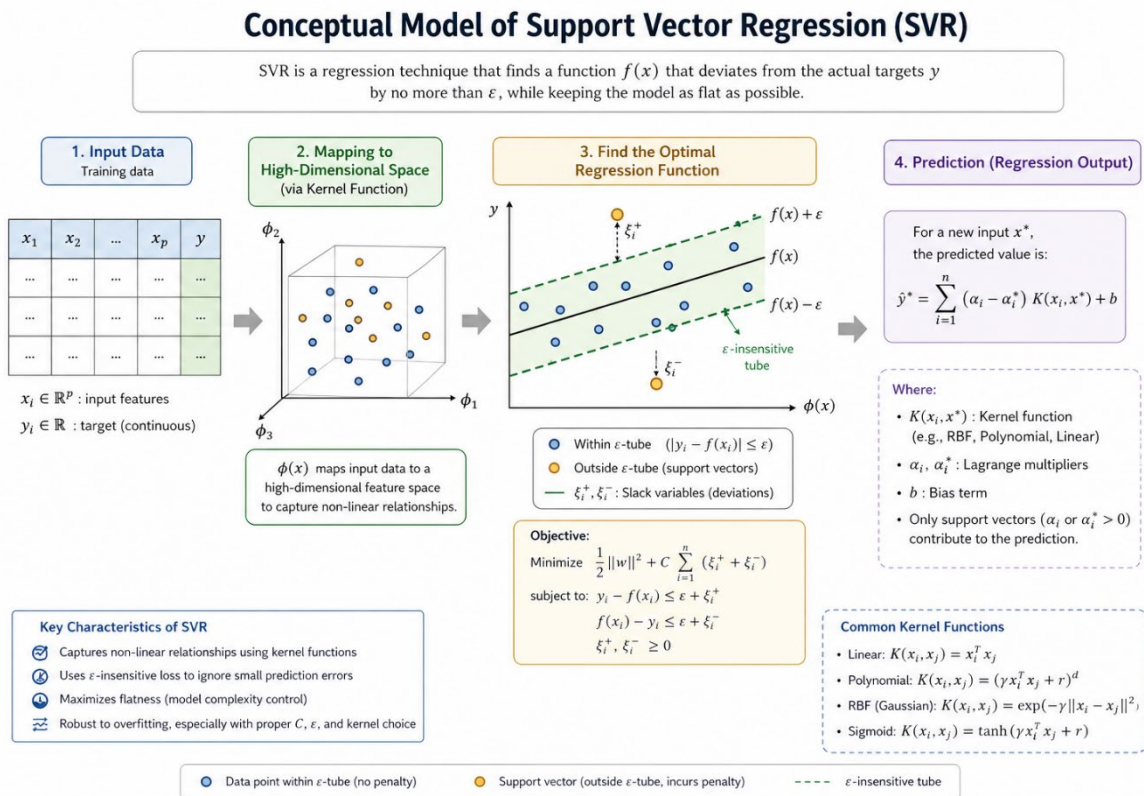 Conceptual Model of Support Vector Regression (SVR)
SVR is a regression technique that finds a function f(x) that deviates from the actual targets y
by no more than ε, while keeping the model as flat as possible.
1. Input Data
Training data
x₁ x₂ ... xₚ y
... ... ... ... ...
... ... ... ... ...
... ... ... ... ...
xᵢ ∈ ℝᵖ : input features
yᵢ ∈ ℝ : target (continuous)
2. Mapping to
High-Dimensional Space
(via Kernel Function)
ϕ₂
ϕ₁
ϕ₃
ϕ(x) maps input data to a
high-dimensional feature space
to capture non-linear relationships.
3. Find the Optimal
Regression Function
y
f(x) + ε
ξᵢ⁺
f(x)
f(x) − ε
ε-insensitive
tube
ξᵢ⁻
ϕ(x)
Within ε-tube (|yᵢ − f(xᵢ)| ≤ ε)
Outside ε-tube (support vectors)
ξᵢ⁺, ξᵢ⁻ : Slack variables (deviations)
Objective:
Minimize 1/2 ||w||² + C ∑ᵢ₌₁ⁿ (ξᵢ⁺ + ξᵢ⁻)
subject to: yᵢ − f(xᵢ) ≤ ε + ξᵢ⁺
f(xᵢ) − yᵢ ≤ ε + ξᵢ⁻
ξᵢ⁺, ξᵢ⁻ ≥ 0
4. Prediction (Regression Output)
For a new input x*,
the predicted value is:
ŷ* = ∑ᵢ₌₁ⁿ (αᵢ − αᵢ*) K(xᵢ, x*) + b
Where:
• K(xᵢ, x*) : Kernel function
(e.g., RBF, Polynomial, Linear)
• αᵢ, αᵢ* : Lagrange multipliers
• b : Bias term
• Only support vectors (αᵢ or αᵢ* > 0)
contribute to the prediction.
Key Characteristics of SVR
Captures non-linear relationships using kernel functions
Uses ε-insensitive loss to ignore small prediction errors
Maximizes flatness (model complexity control)
Robust to overfitting, especially with proper C, ε, and kernel choice
Common Kernel Functions
• Linear: K(xᵢ, xⱼ) = xᵢᵀ xⱼ
• Polynomial: K(xᵢ, xⱼ) = (γxᵢᵀ xⱼ + r)ᵈ
• RBF (Gaussian): K(xᵢ, xⱼ) = exp(−γ||xᵢ − xⱼ||²)
• Sigmoid: K(xᵢ, xⱼ) = tanh (γxᵢᵀ xⱼ + r)
Data point within ε-tube (no penalty)
Support vector (outside ε-tube, incurs penalty)
ε-insensitive tube